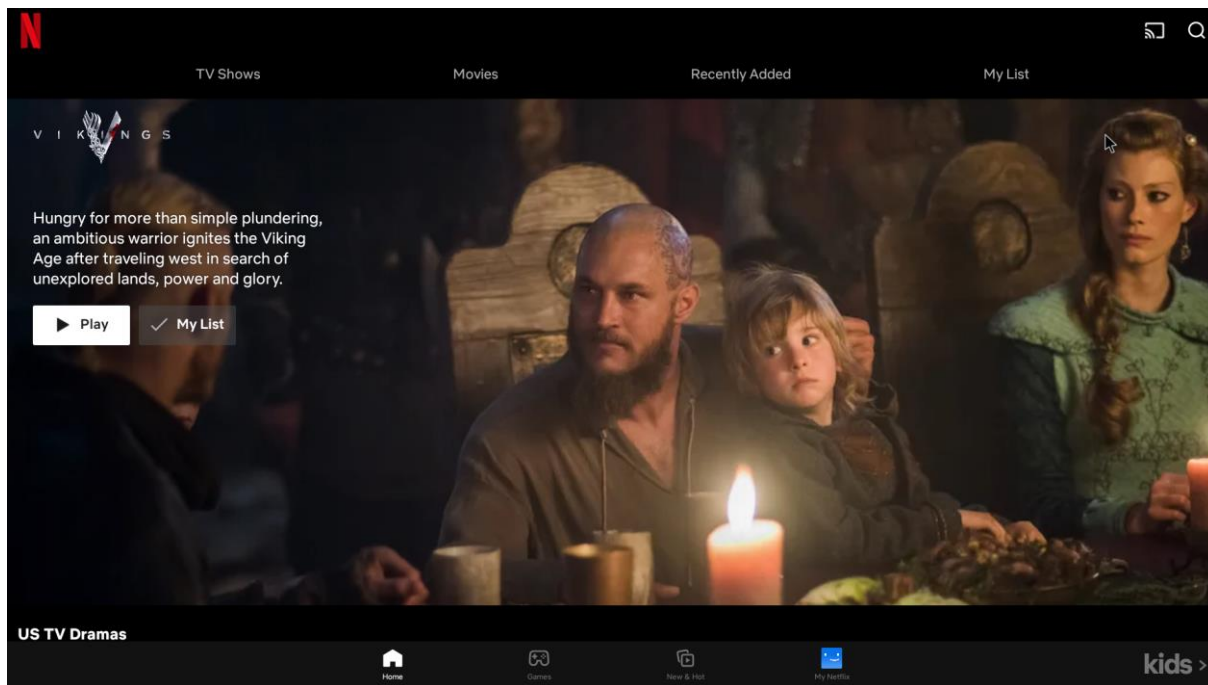 N
TV Shows
Movies
Recently Added
My List
VIKINGS
Hungry for more than simple plundering,
an ambitious warrior ignites the Viking
Age after traveling west in search of
unexplored lands, power and glory.
Play
My List
US TV Dramas
Home
Games
New & Hot
My Netflix
kids